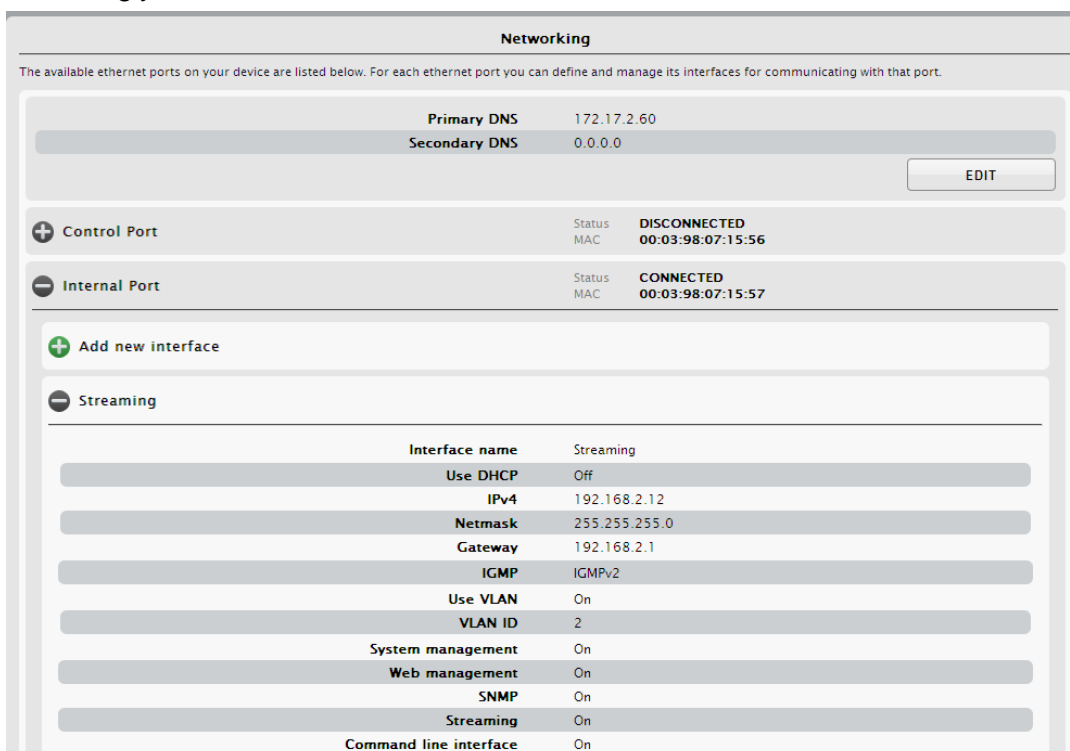 Networking
The available ethernet ports on your device are listed below. For each ethernet port you can define and manage its interfaces for communicating with that port.
Primary DNS 172.17.2.60
Secondary DNS 0.0.0.0
EDIT
Control Port Status DISCONNECTED
MAC 00:03:98:07:15:56
Internal Port Status CONNECTED
MAC 00:03:98:07:15:57
Add new interface
Streaming
Interface name Streaming
Use DHCP Off
IPv4 192.168.2.12
Netmask 255.255.255.0
Gateway 192.168.2.1
IGMP IGMPv2
Use VLAN On
VLAN ID 2
System management On
Web management On
SNMP On
Streaming On
Command line interface On